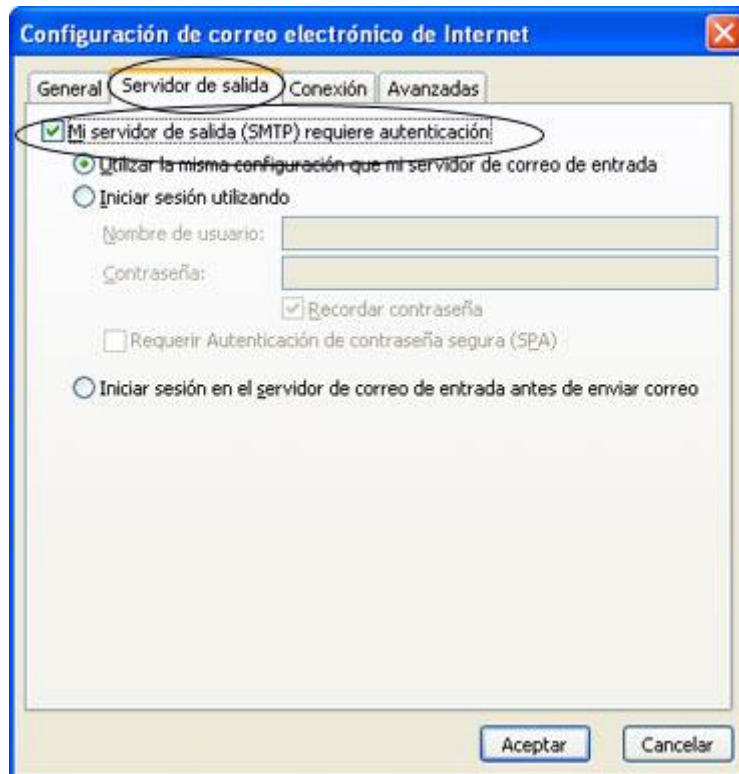 Configuración de correo electrónico de Internet
General Servidor de salida Conexión Avanzadas
Mi servidor de salida (SMTP) requiere autenticación
Utilizar la misma configuración que mi servidor de correo de entrada
Iniciar sesión utilizando
Nombre de usuario:
Contraseña:
Recordar contraseña
Requerir Autenticación de contraseña segura (SPA)
Iniciar sesión en el servidor de correo de entrada antes de enviar correo
Aceptar Cancelar